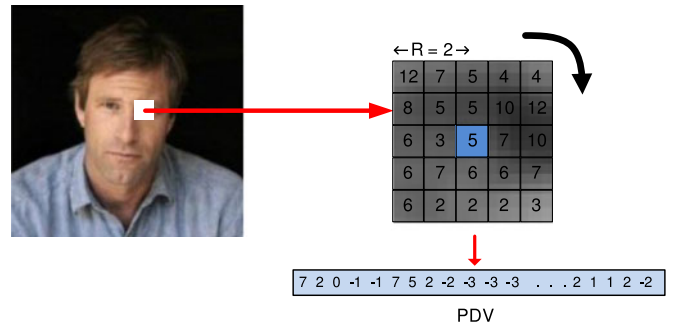 ←R = 2→
12 7 5 4 4
8 5 5 10 12
6 3 5 7 10
6 7 6 6 7
6 2 2 2 3
7 2 0 -1 -1 7 5 2 -2 -3 -3 -3 . . . 2 1 1 2 -2
PDV